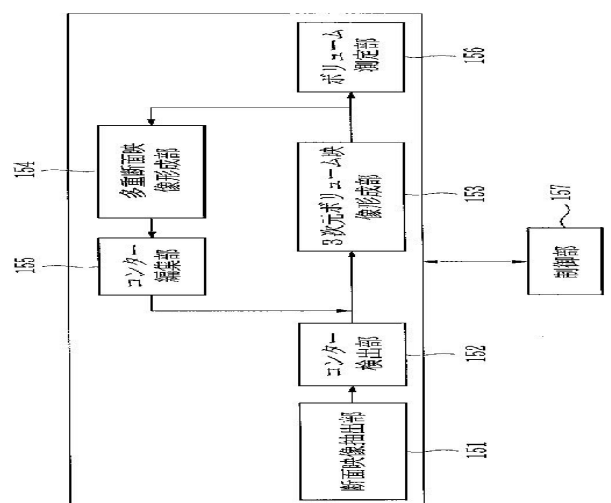 断面映像抽出部
151
コンター
検出部
152
3次元ボリューム映
像形成部
153
ボリューム
測定部
156
多重断面映
像形成部
154
コンター
編集部
155
制御部
157